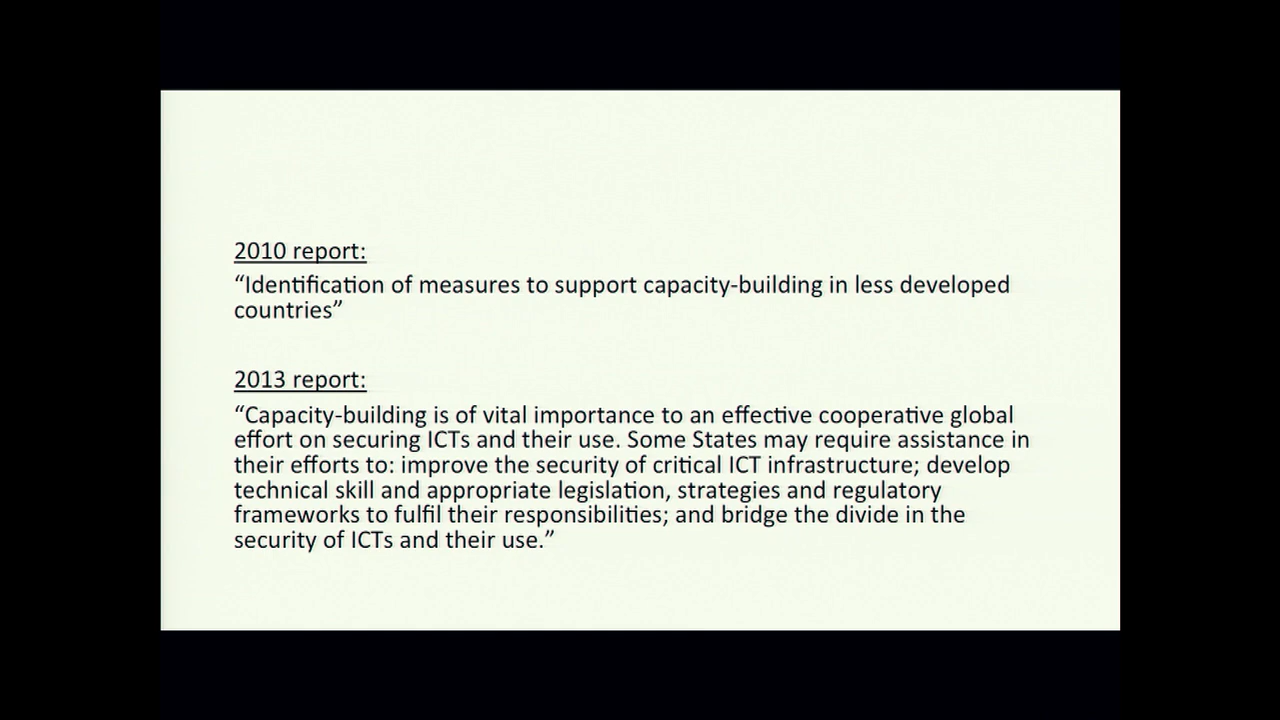 2010 report:
“Identification of measures to support capacity-building in less developed
countries”
2013 report:
“Capacity-building is of vital importance to an effective cooperative global
effort on securing ICTs and their use. Some States may require assistance in
their efforts to: improve the security of critical ICT infrastructure; develop
technical skill and appropriate legislation, strategies and regulatory
frameworks to fulfil their responsibilities; and bridge the divide in the
security of ICTs and their use.”